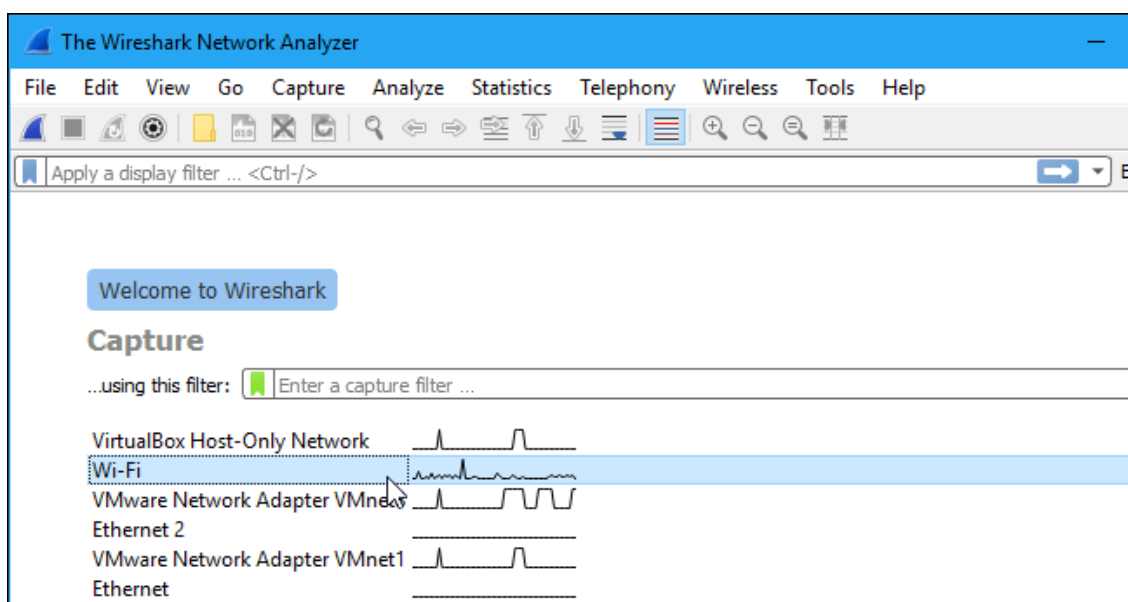 The Wireshark Network Analyzer
File Edit View Go Capture Analyze Statistics Telephony Wireless Tools Help
Apply a display filter ... <Ctrl-/>
Welcome to Wireshark
Capture
...using this filter: Enter a capture filter ...
VirtualBox Host-Only Network
Wi-Fi
VMware Network Adapter
Ethernet 2
VMware Network Adapter VMnet1
Ethernet